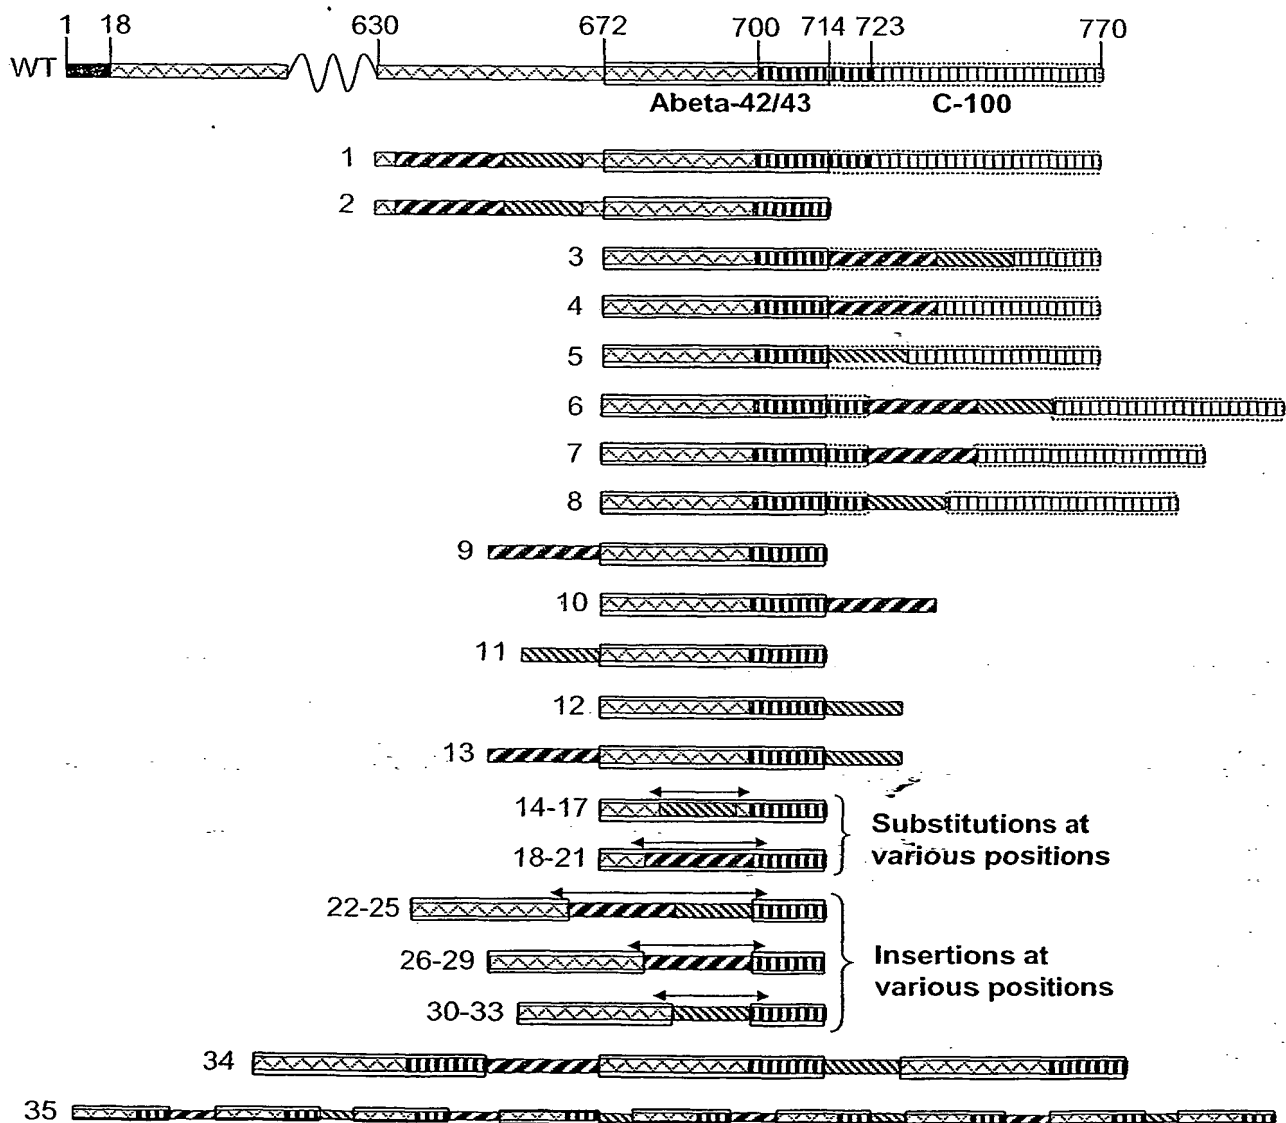 1 18 630 672 700 714 723 770
WT
Abeta-42/43 C-100
1
2
3
4
5
6
7
8
9
10
11
12
13
14-17
Substitutions at
various positions
18-21
22-25
26-29
Insertions at
various positions
30-33
34
35